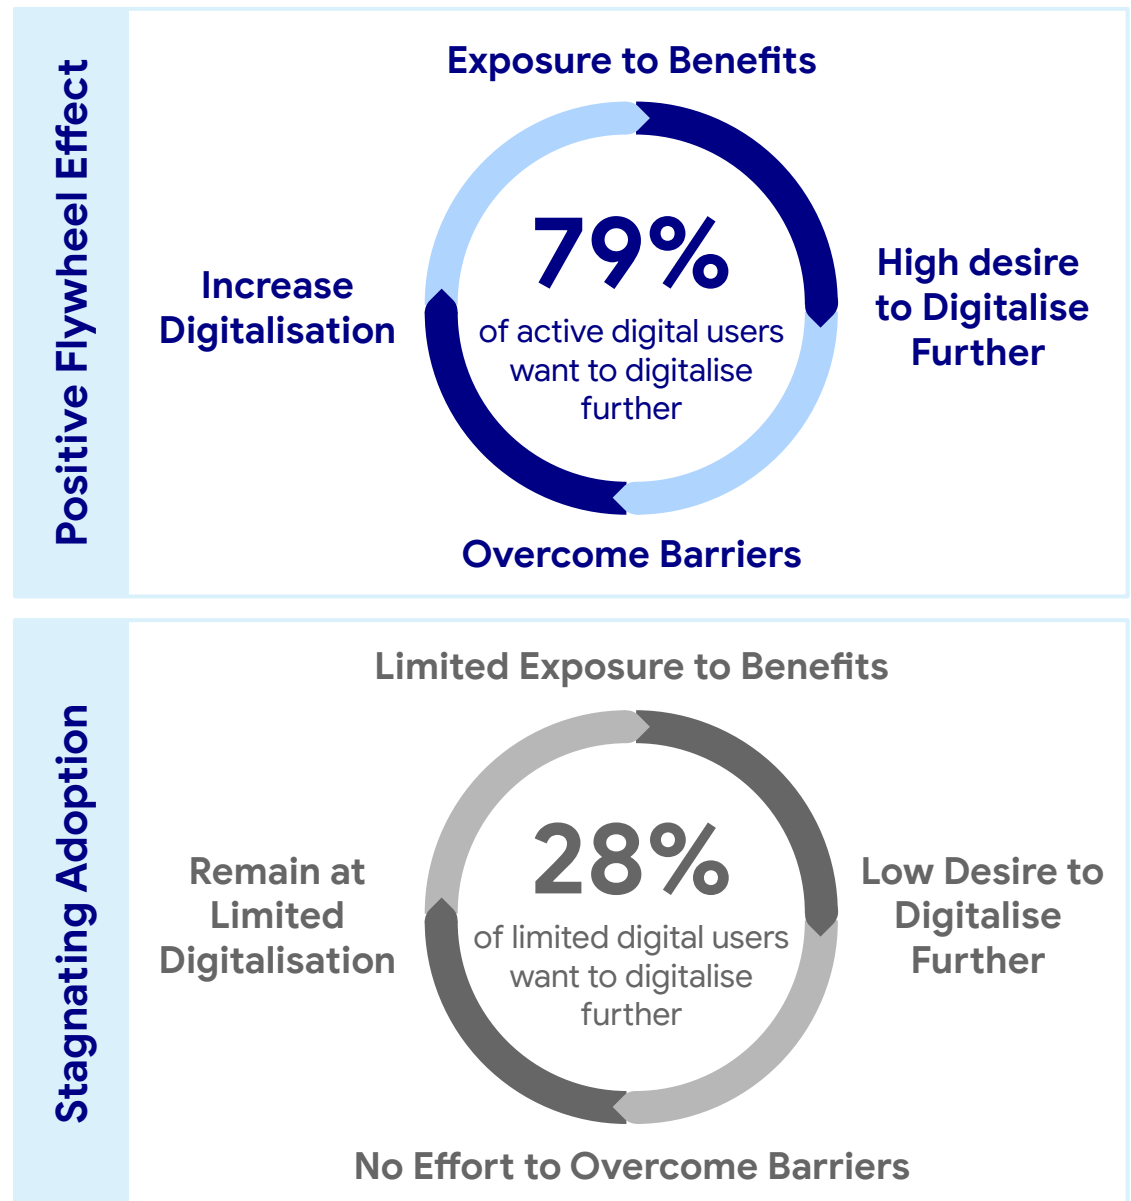 Positive Flywheel Effect
Exposure to Benefits
79%
of active digital users
want to digitalise
further
High desire
to Digitalise
Further
Overcome Barriers
Increase
Digitalisation
Stagnating Adoption
Limited Exposure to Benefits
28%
of limited digital users
want to digitalise
further
Low Desire to
Digitalise
Further
No Effort to Overcome Barriers
Remain at
Limited
Digitalisation